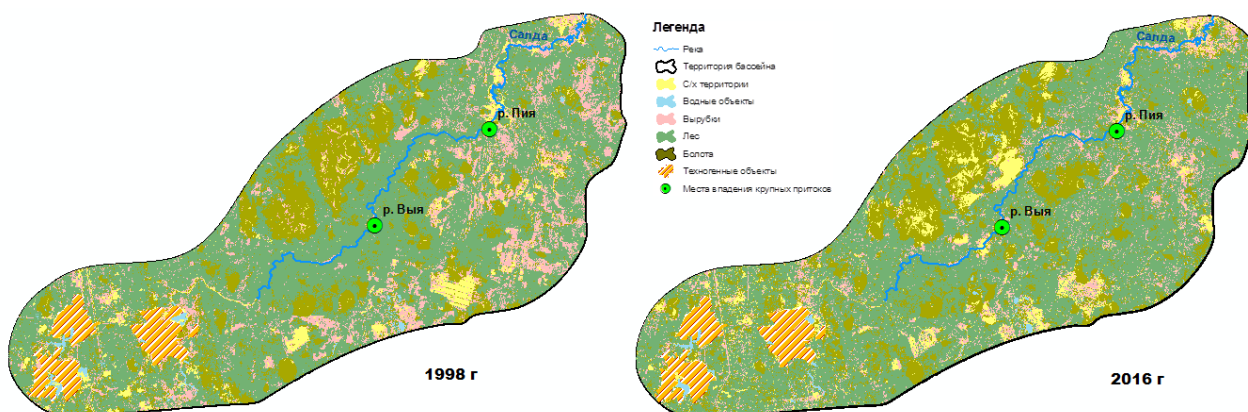 Салда
р. Пия
р. Выя
1998 г
Легенда
Река
Территория бассейна
С/х территории
Водные объекты
Вырубки
Лес
Болота
Техногенные объекты
Места впадения крупных притоков
Салда
р. Пия
р. Выя
2016 г